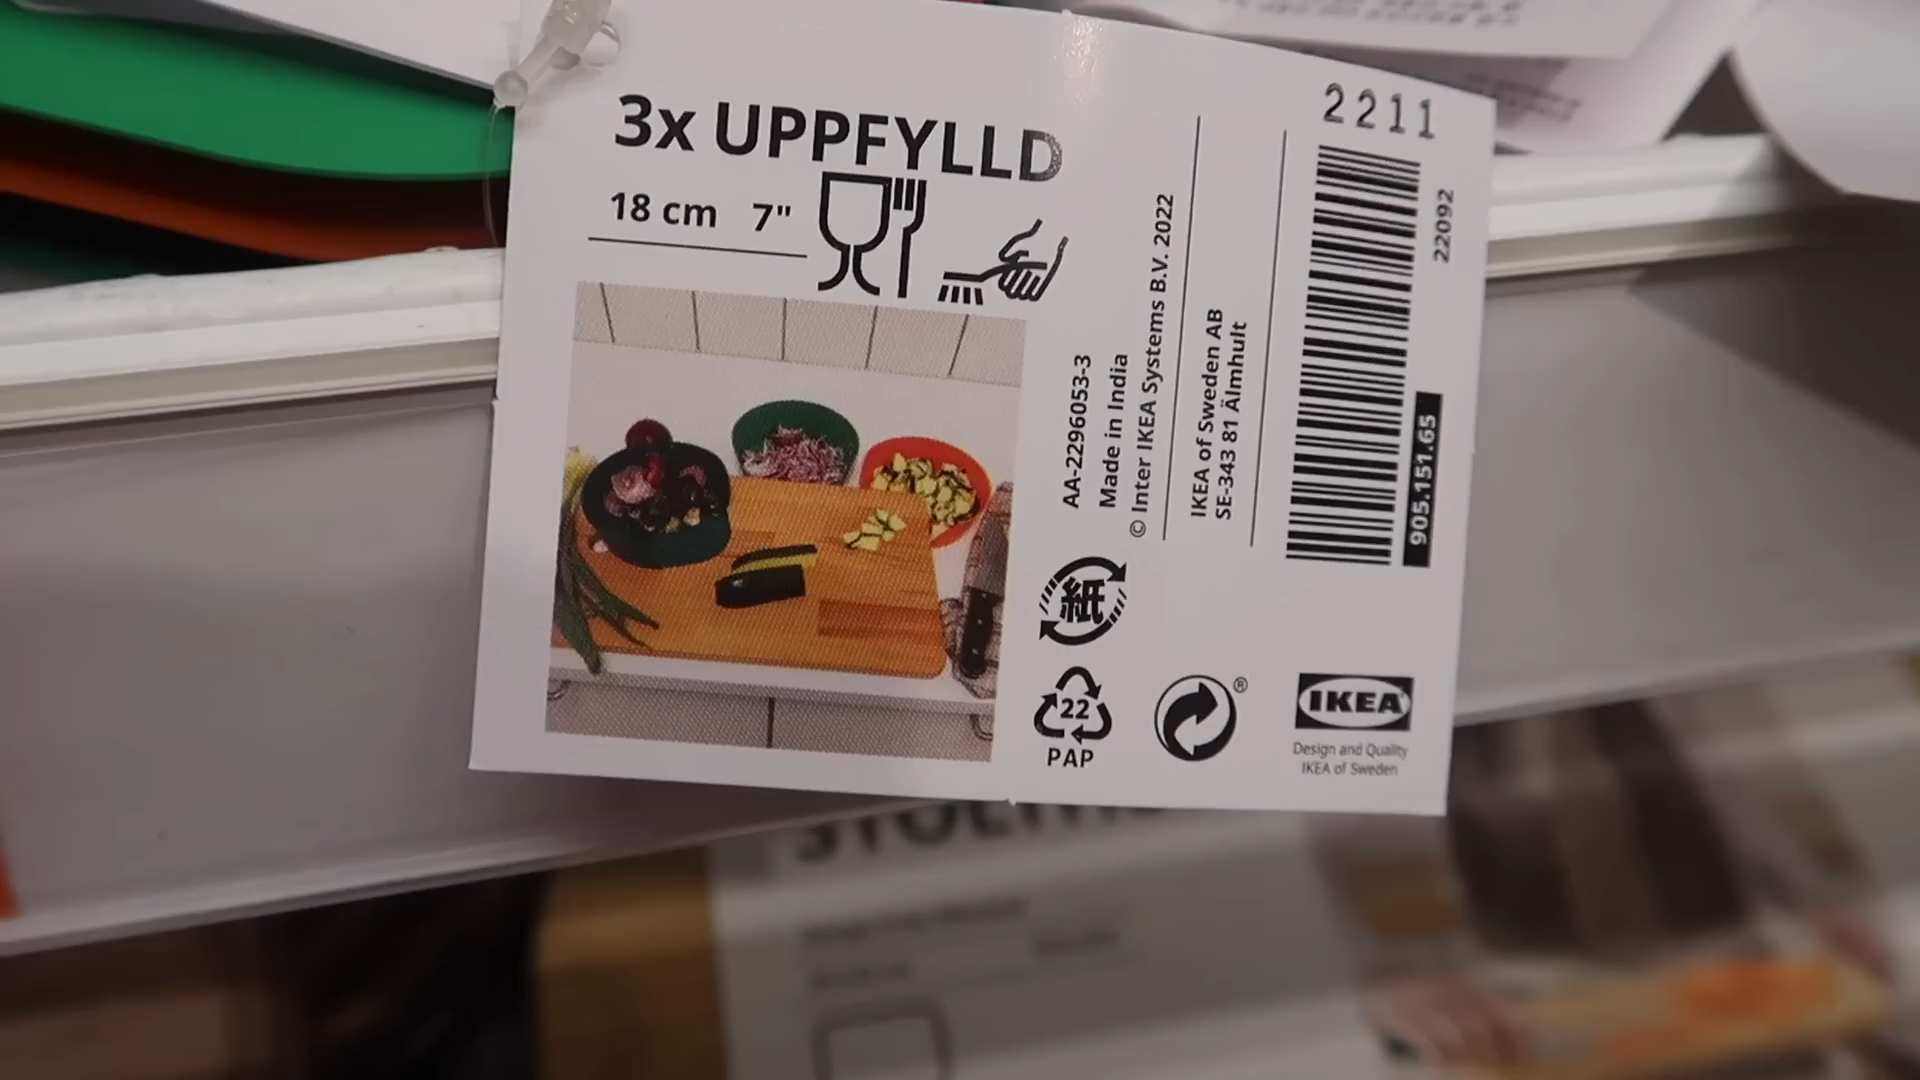 3x UPPFYLLD
18 cm 7"
AA-2296053-3
Made in India
© Inter IKEA Systems B.V. 2022
IKEA of Sweden AB
SE-343 81 Älmhult
2211
22092
905.151.65
紙
22
PAP
®
IKEA
Design and Quality
IKEA of Sweden